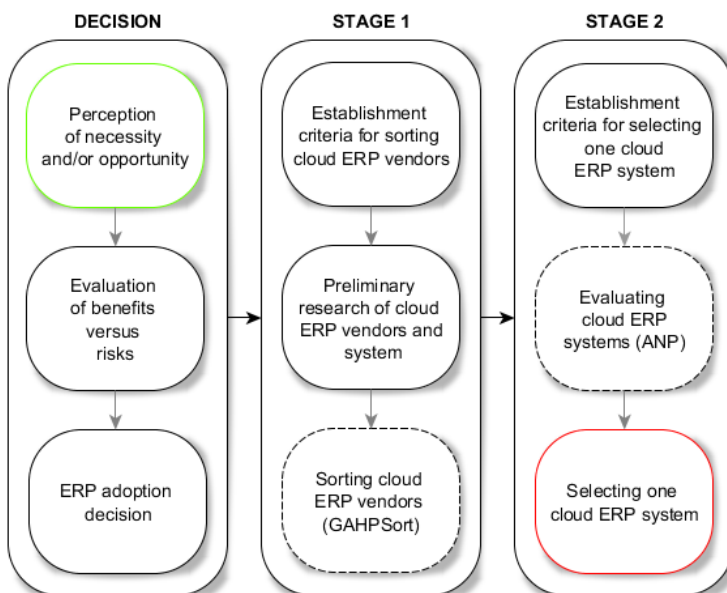 DECISION
Perception
of necessity
and/or opportunity
Evaluation
of benefits
versus
risks
ERP adoption
decision
STAGE 1
Establishment
criteria for sorting
cloud ERP vendors
Preliminary
research of cloud
ERP vendors and
system
Sorting cloud
ERP vendors
(GAHPSort)
STAGE 2
Establishment
criteria for selecting
one cloud
ERP system
Evaluating
cloud ERP
systems (ANP)
Selecting one
cloud ERP system